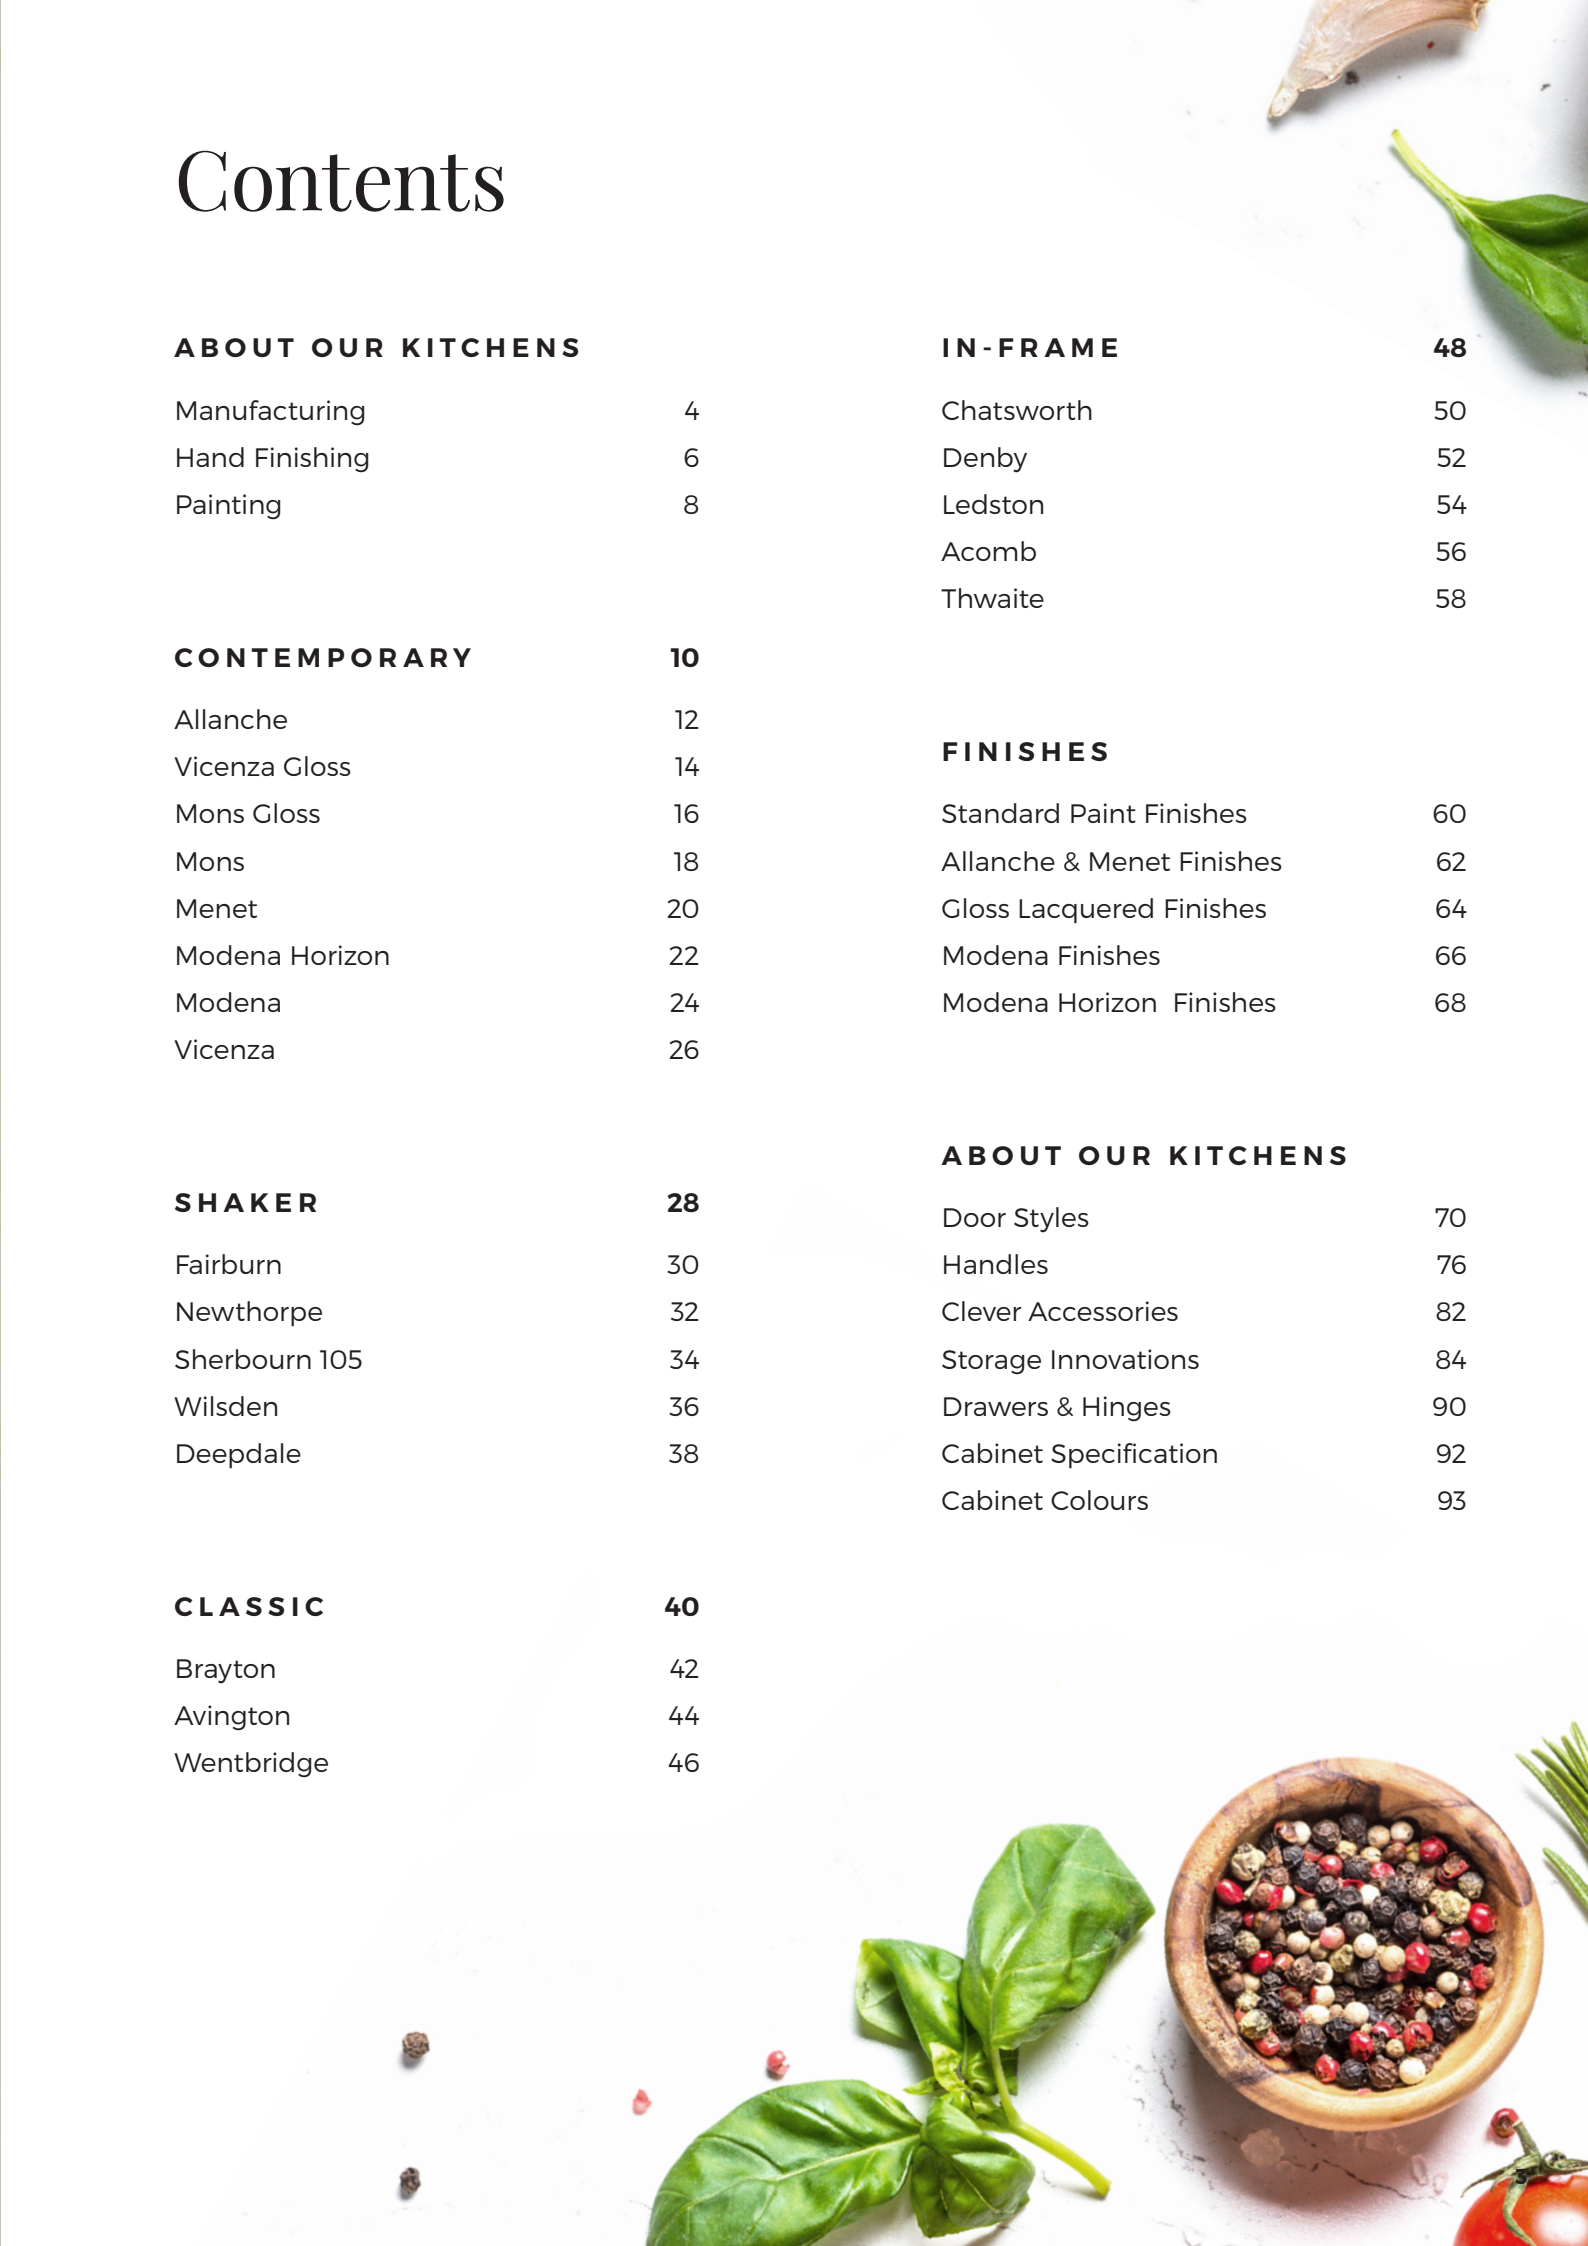 Contents
ABOUT OUR KITCHENS
Manufacturing 4
Hand Finishing 6
Painting 8
CONTEMPORARY 10
Allanche 12
Vicenza Gloss 14
Mons Gloss 16
Mons 18
Menet 20
Modena Horizon 22
Modena 24
Vicenza 26
SHAKER 28
Fairburn 30
Newthorpe 32
Sherbourn 105 34
Wilsden 36
Deepdale 38
CLASSIC 40
Brayton 42
Avington 44
Wentbridge 46
IN-FRAME 48
Chatsworth 50
Denby 52
Ledston 54
Acomb 56
Thwaite 58
FINISHES
Standard Paint Finishes 60
Allanche & Menet Finishes 62
Gloss Lacquered Finishes 64
Modena Finishes 66
Modena Horizon  Finishes 68
ABOUT OUR KITCHENS
Door Styles 70
Handles 76
Clever Accessories 82
Storage Innovations 84
Drawers & Hinges 90
Cabinet Specification 92
Cabinet Colours 93
3